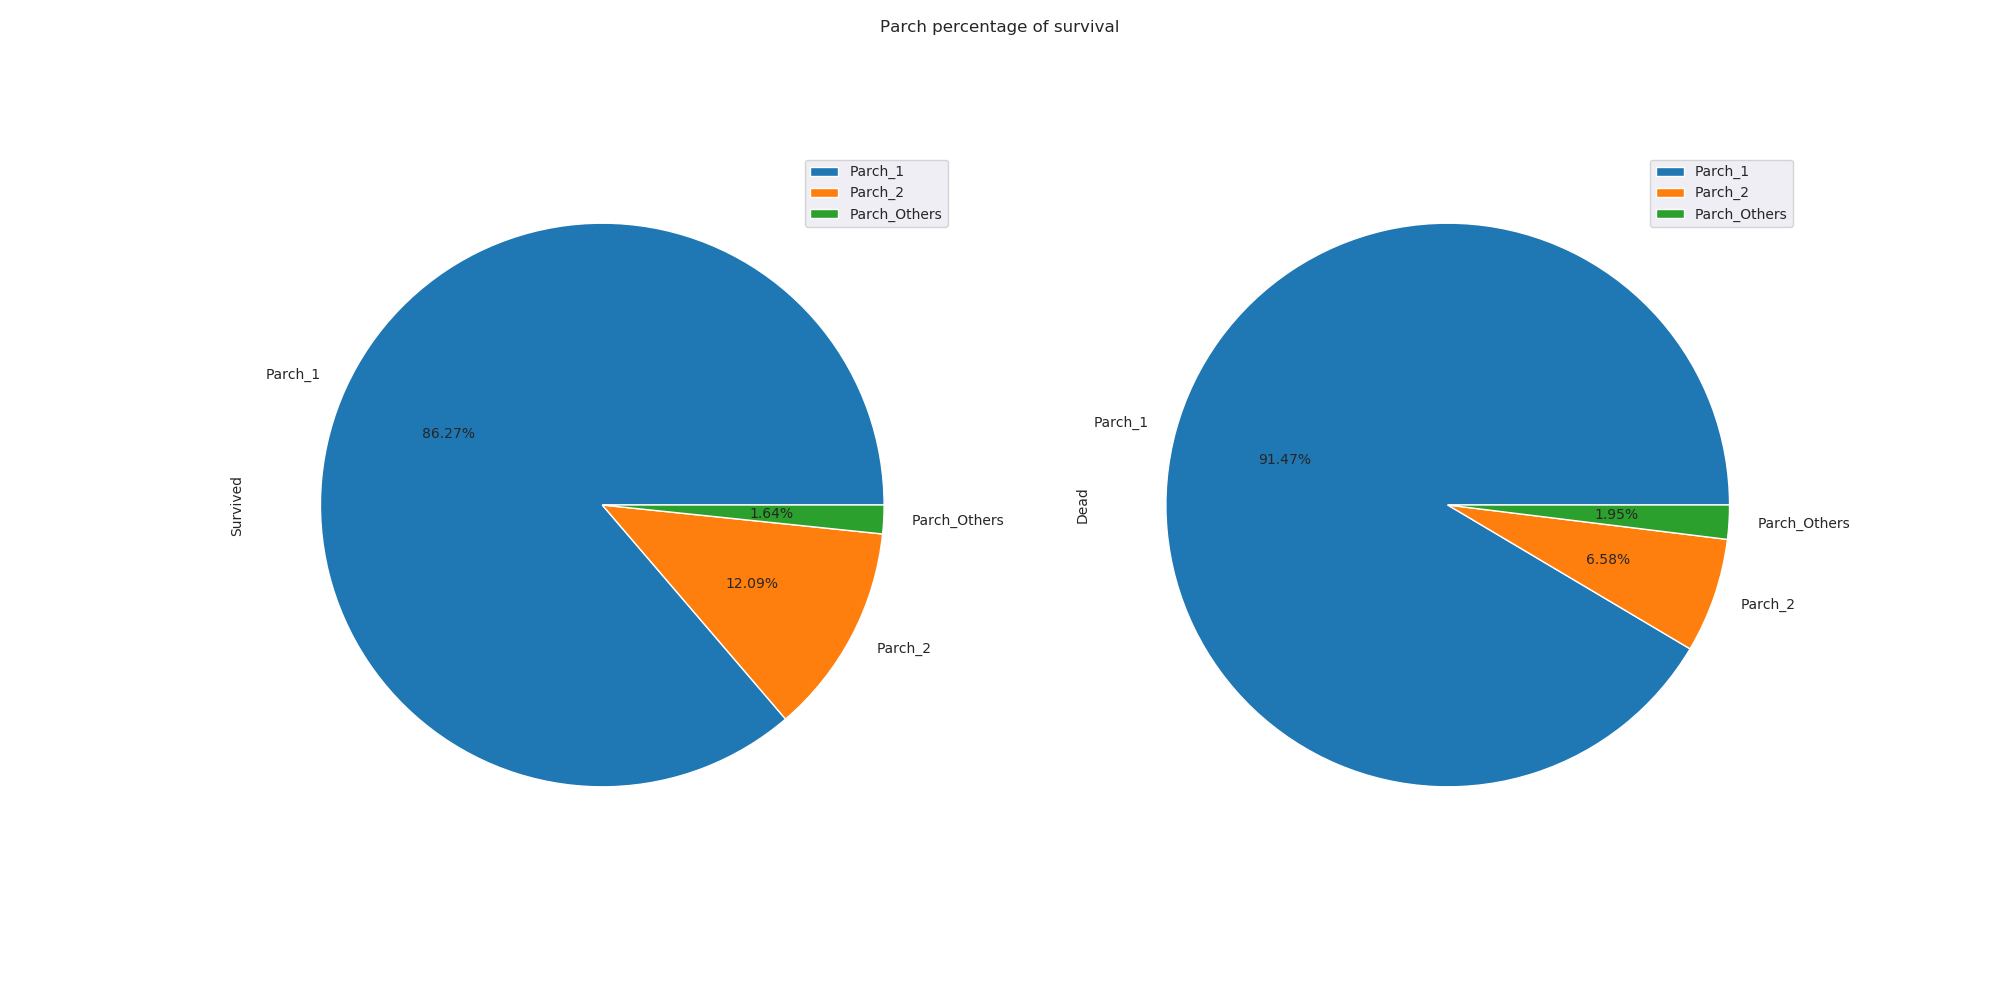 Parch percentage of survival
Parch_1
Parch_2
Parch_Others
Parch_1
86.27%
Survived
1.64%
Parch_Others
12.09%
Parch_2
Parch_1
Parch_2
Parch_Others
Parch_1
91.47%
Dead
1.95%
Parch_Others
6.58%
Parch_2